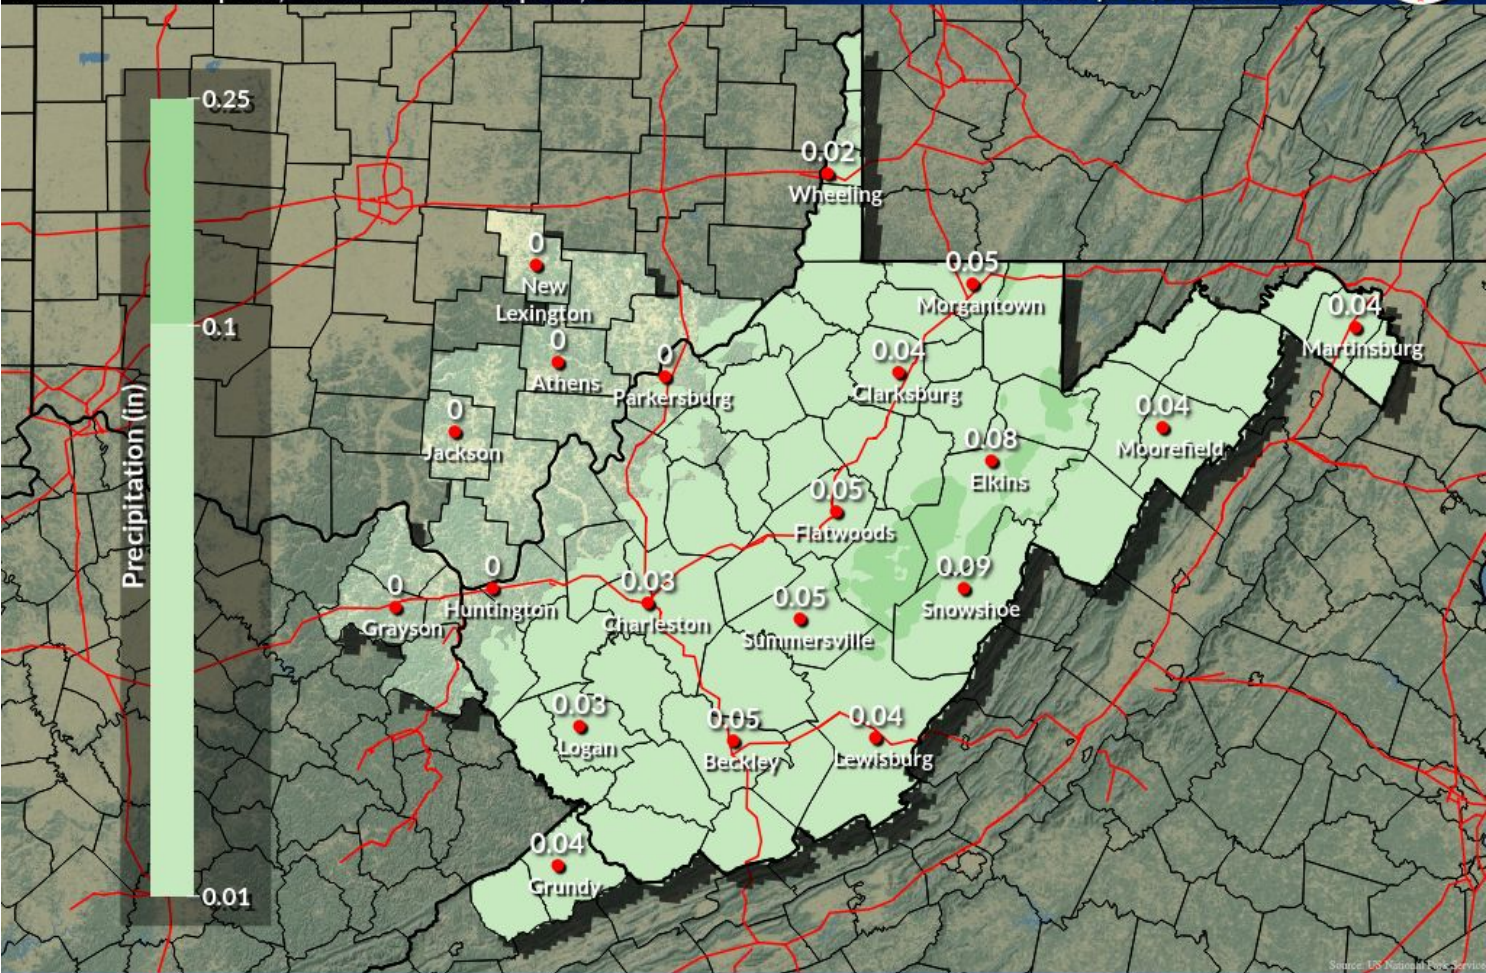 0.25
0.1
0.01
Precipitation (in)
0.02
Wheeling
0
New
Lexington
0.05
Morgantown
0.04
Martinsburg
0
Athens
0
Parkersburg
0.04
Clarksburg
0
Jackson
0.04
Moorefield
0.08
Elkins
0.05
Flatwoods
0
Grayson
0
Huntington
0.03
Charleston
0.05
Summersville
0.09
Snowshoe
0.03
Logan
0.05
Beckley
0.04
Lewisburg
0.04
Grundy
Source: US National Park Service